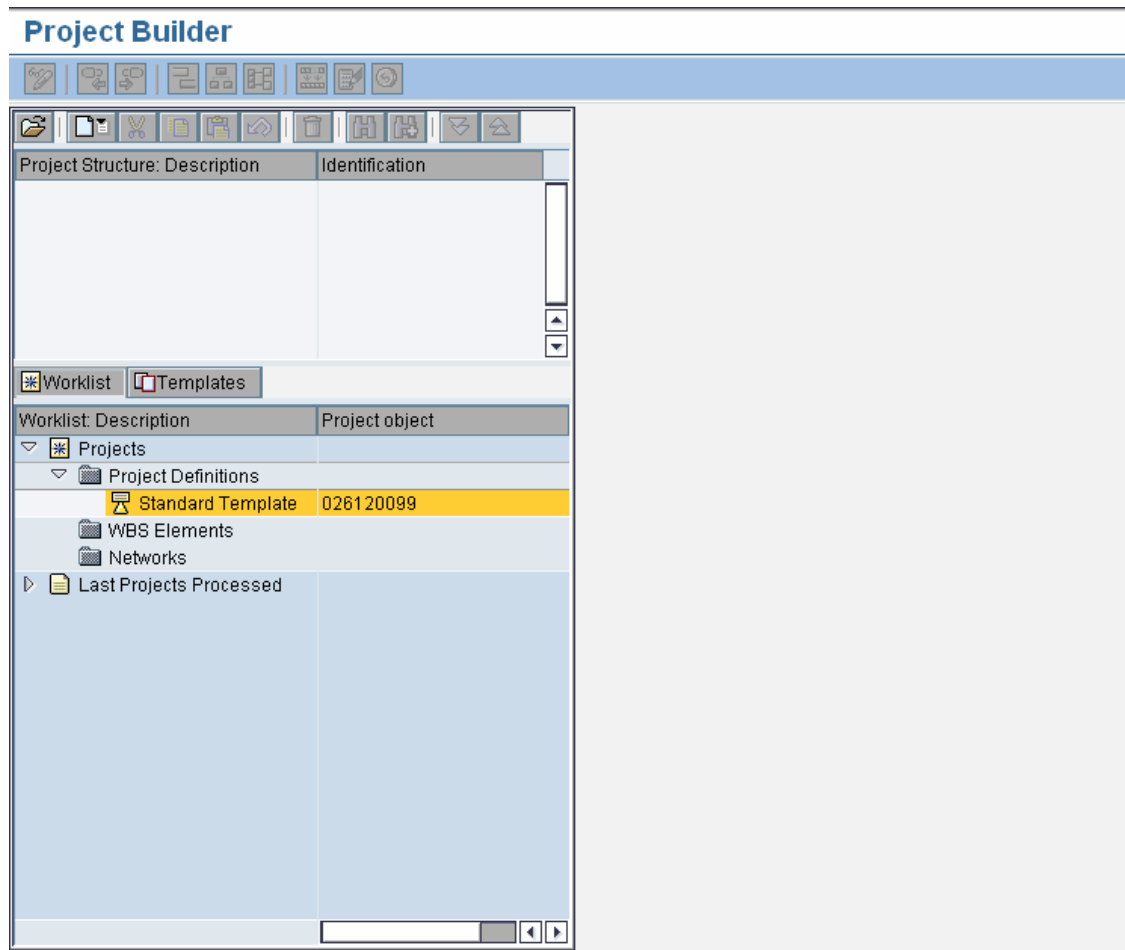 Project Builder
Project Structure: Description Identification
Worklist Templates
Worklist: Description Project object
Projects
Project Definitions
Standard Template 026120099
WBS Elements
Networks
Last Projects Processed